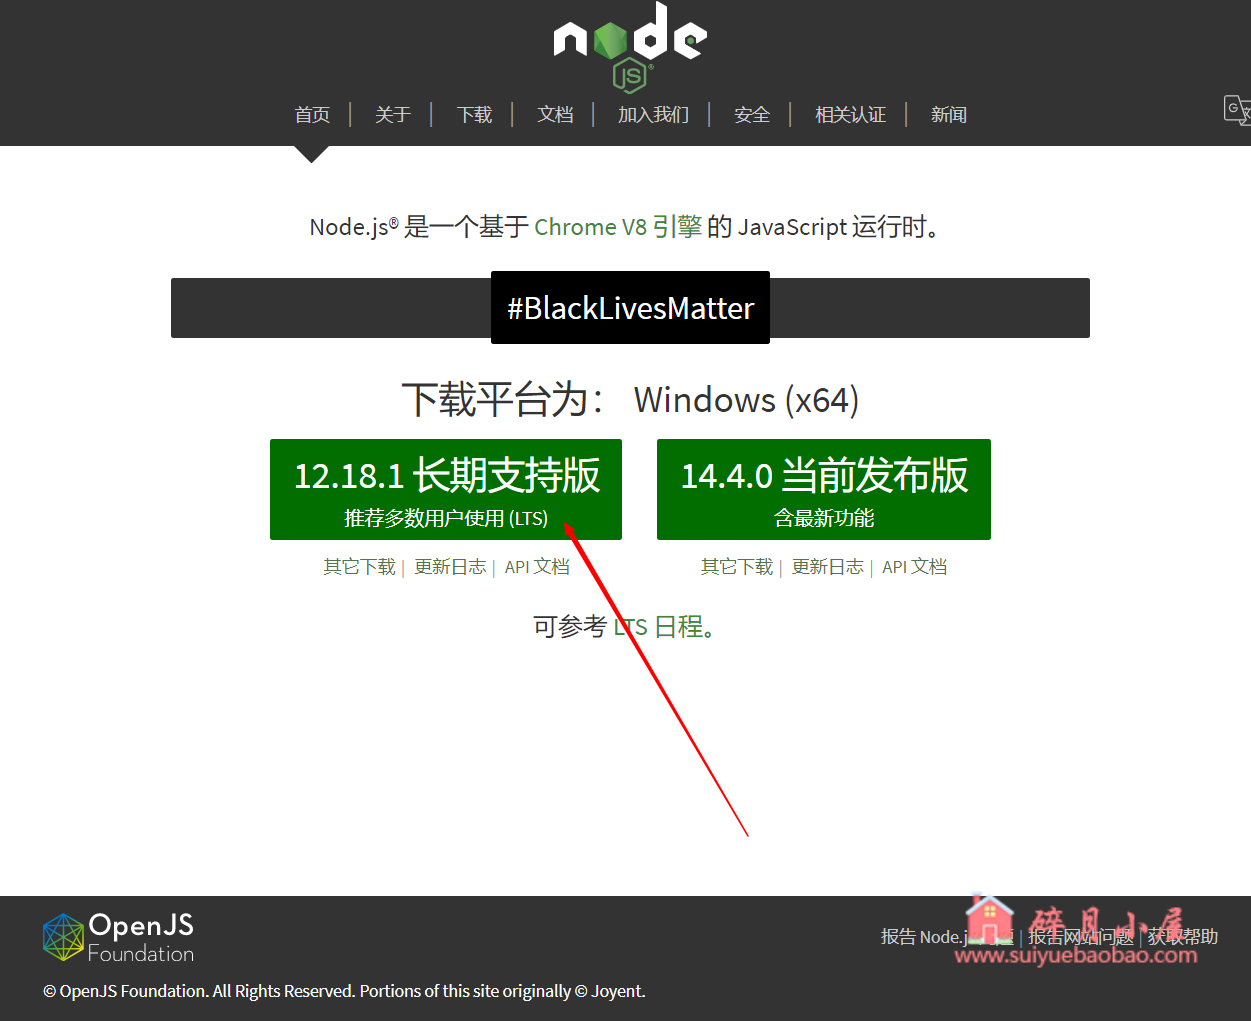 node
JS
首页 | 关于 | 下载 | 文档 | 加入我们 | 安全 | 相关认证 | 新闻
Node.js® 是一个基于 Chrome V8 引擎 的 JavaScript 运行时。
#BlackLivesMatter
下载平台为： Windows (x64)
12.18.1 长期支持版
推荐多数用户使用 (LTS)
其它下载 | 更新日志 | API 文档
14.4.0 当前发布版
含最新功能
其它下载 | 更新日志 | API 文档
可参考 LTS 日程。
OpenJS
Foundation
报告 Node.js 问题 | 报告网站问题 | 获取帮助
碎月小屋
www.suiyuebaobao.com
© OpenJS Foundation. All Rights Reserved. Portions of this site originally © Joyent.